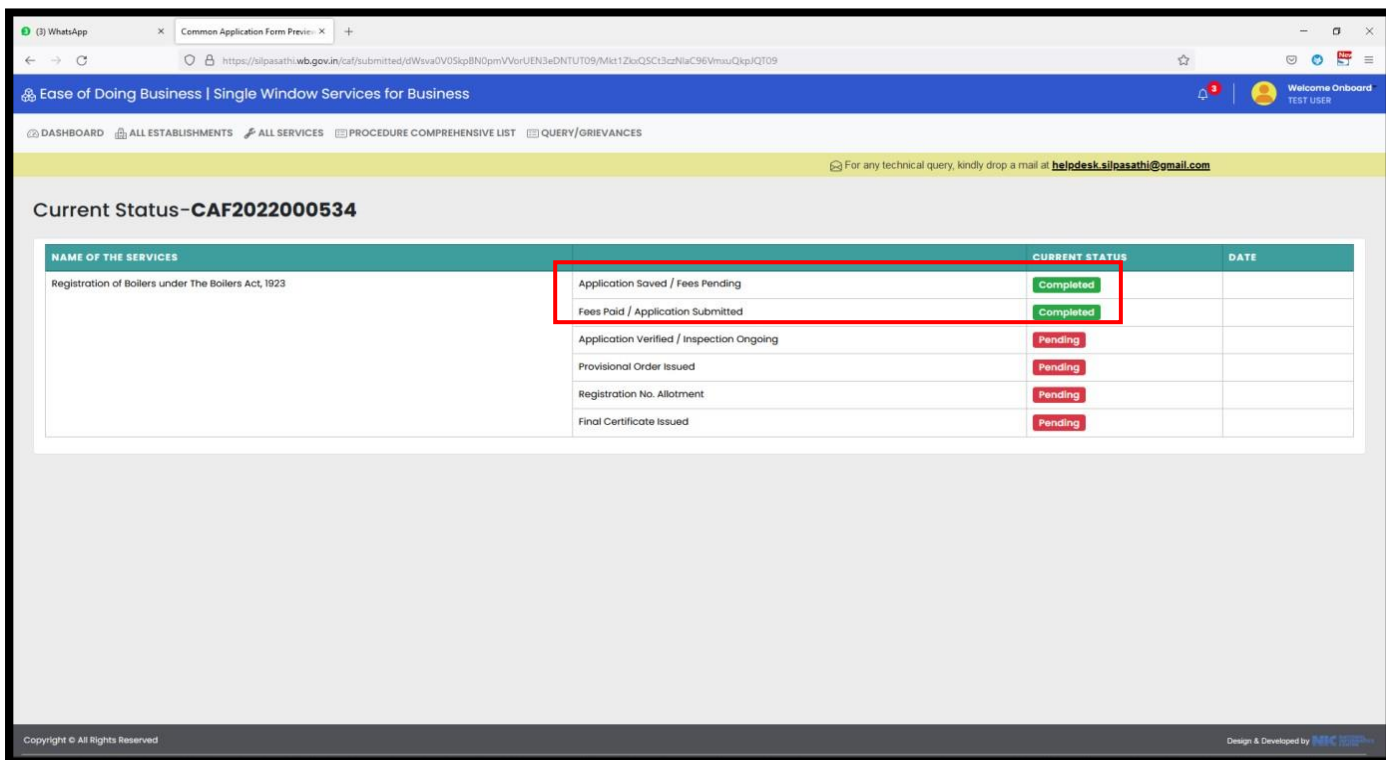 (3) WhatsApp
Common Application Form Previe
https://silpasathi.wb.gov.in/caf/submitted/
New
Ease of Doing Business | Single Window Services for Business
3
Welcome Onboard
TEST USER
DASHBOARD ALL ESTABLISHMENTS ALL SERVICES PROCEDURE COMPREHENSIVE LIST QUERY/GRIEVANCES
For any technical query, kindly drop a mail at helpdesk.silpasathi@gmail.com
Current Status-CAF2022000534
NAME OF THE SERVICES CURRENT STATUS DATE
Registration of Boilers under The Boilers Act, 1923 Application Saved / Fees Pending Completed
Fees Paid / Application Submitted Completed
Application Verified / Inspection Ongoing Pending
Provisional Order Issued Pending
Registration No. Allotment Pending
Final Certificate Issued Pending
Copyright © All Rights Reserved Design & Developed by NIC